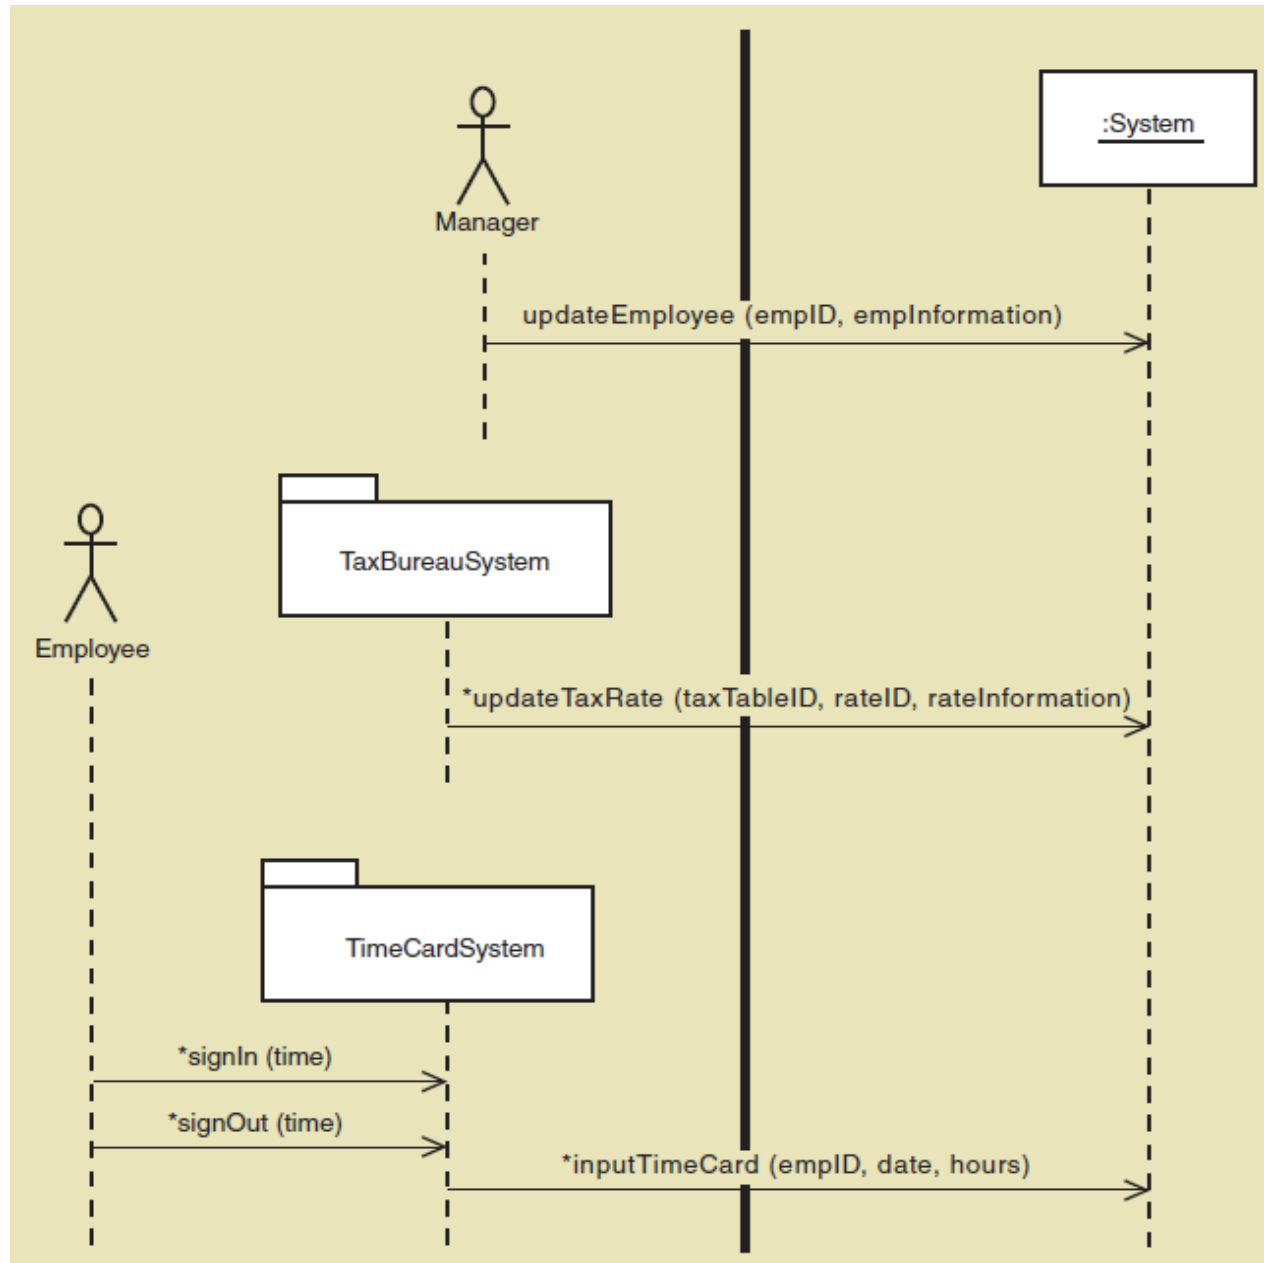 :System
Manager
updateEmployee (empID, empInformation)
TaxBureauSystem
Employee
*updateTaxRate (taxTableID, rateID, rateInformation)
TimeCardSystem
*signIn (time)
*signOut (time)
*inputTimeCard (empID, date, hours)